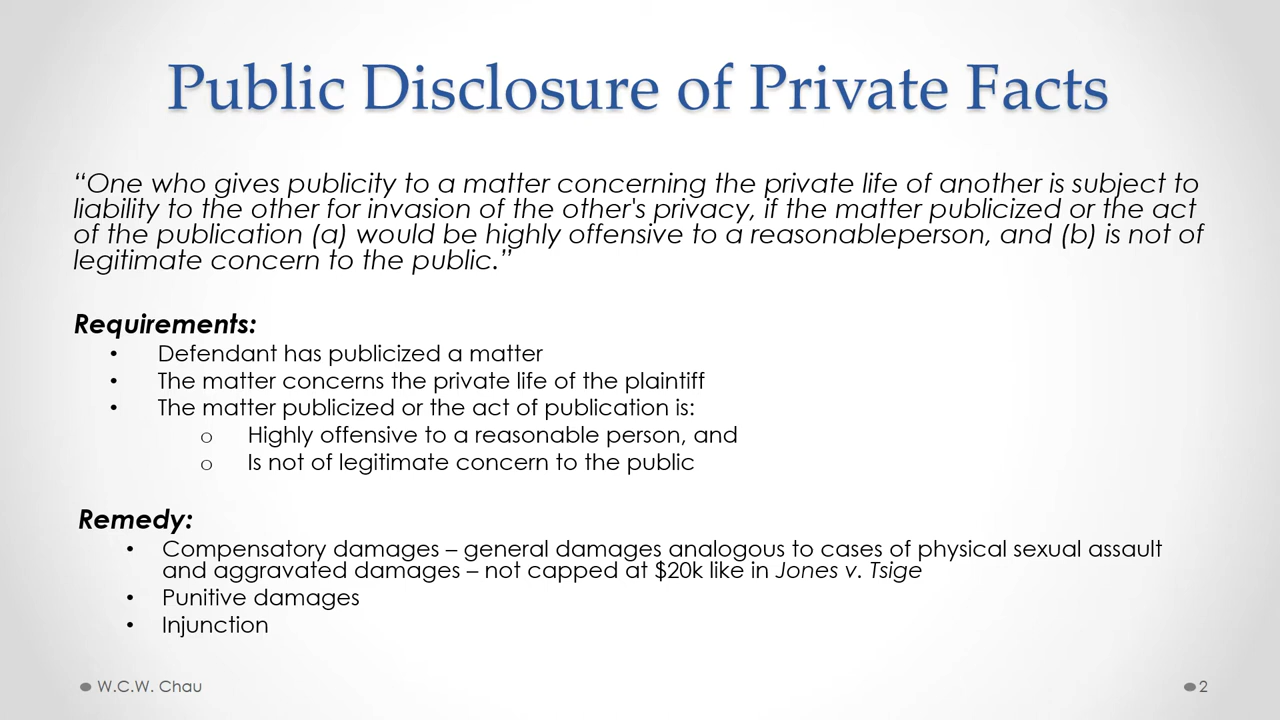 Public Disclosure of Private Facts
“One who gives publicity to a matter concerning the private life of another is subject to
liability to the other for invasion of the other's privacy, if the matter publicized or the act
of the publication (a) would be highly offensive to a reasonableperson, and (b) is not of
legitimate concern to the public.”
Requirements:
• Defendant has publicized a matter
• The matter concerns the private life of the plaintiff
• The matter publicized or the act of publication is:
o Highly offensive to a reasonable person, and
o Is not of legitimate concern to the public
Remedy:
• Compensatory damages – general damages analogous to cases of physical sexual assault
and aggravated damages – not capped at $20k like in Jones v. Tsige
• Punitive damages
• Injunction
W.C.W. Chau
2